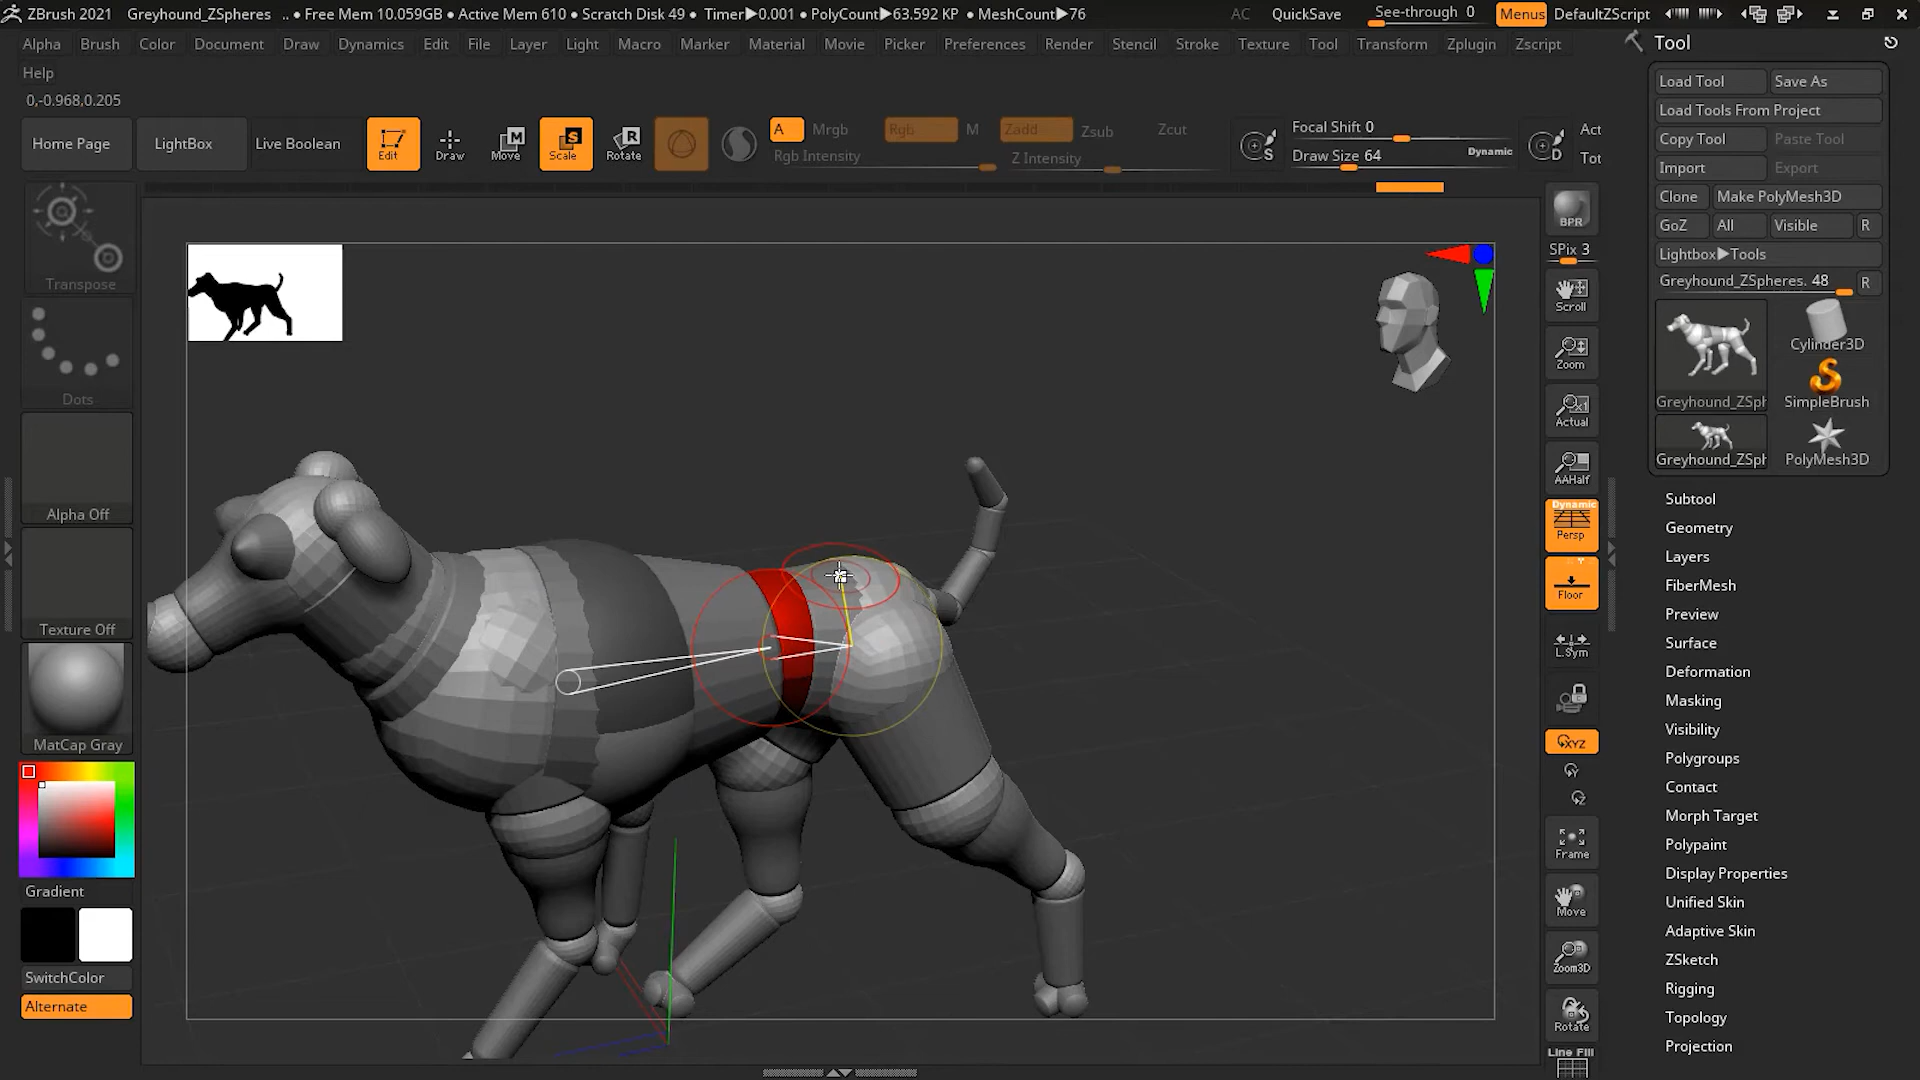 ZBrush 2021 Greyhound_ZSpheres .. • Free Mem 10.059GB • Active Mem 610 • Scratch Disk 49 • Timer▶0.001 • PolyCount▶63.592 KP • MeshCount▶76 AC QuickSave See-through 0 Menus DefaultZScript
Alpha Brush Color Document Draw Dynamics Edit File Layer Light Macro Marker Material Movie Picker Preferences Render Stencil Stroke Texture Tool Transform Zplugin Zscript
Help
0,-0.968,0.205
Home Page LightBox Live Boolean Edit Draw Move Scale Rotate
M S R
A Mrgb Rgb M Zadd Zsub Zcut
Rgb Intensity Z Intensity
S Focal Shift 0
Draw Size 64 Dynamic
D Act
Tot
Transpose
Dots
Alpha Off
Texture Off
MatCap Gray
Gradient
SwitchColor
Alternate
BPR
SPix 3
Scroll
Zoom
Actual
AAHalf
Dynamic
Persp
Floor
L.Sym
XYZ
Y
Z
Frame
Move
Zoom3D
Rotate
Line Fill
Tool
Load Tool Save As
Load Tools From Project
Copy Tool Paste Tool
Import Export
Clone Make PolyMesh3D
GoZ All Visible R
Lightbox▶Tools
Greyhound_ZSpheres. 48 R
Cylinder3D
Greyhound_ZSph SimpleBrush
Greyhound_ZSph PolyMesh3D
Subtool
Geometry
Layers
FiberMesh
Preview
Surface
Deformation
Masking
Visibility
Polygroups
Contact
Morph Target
Polypaint
Display Properties
Unified Skin
Adaptive Skin
ZSketch
Rigging
Topology
Projection